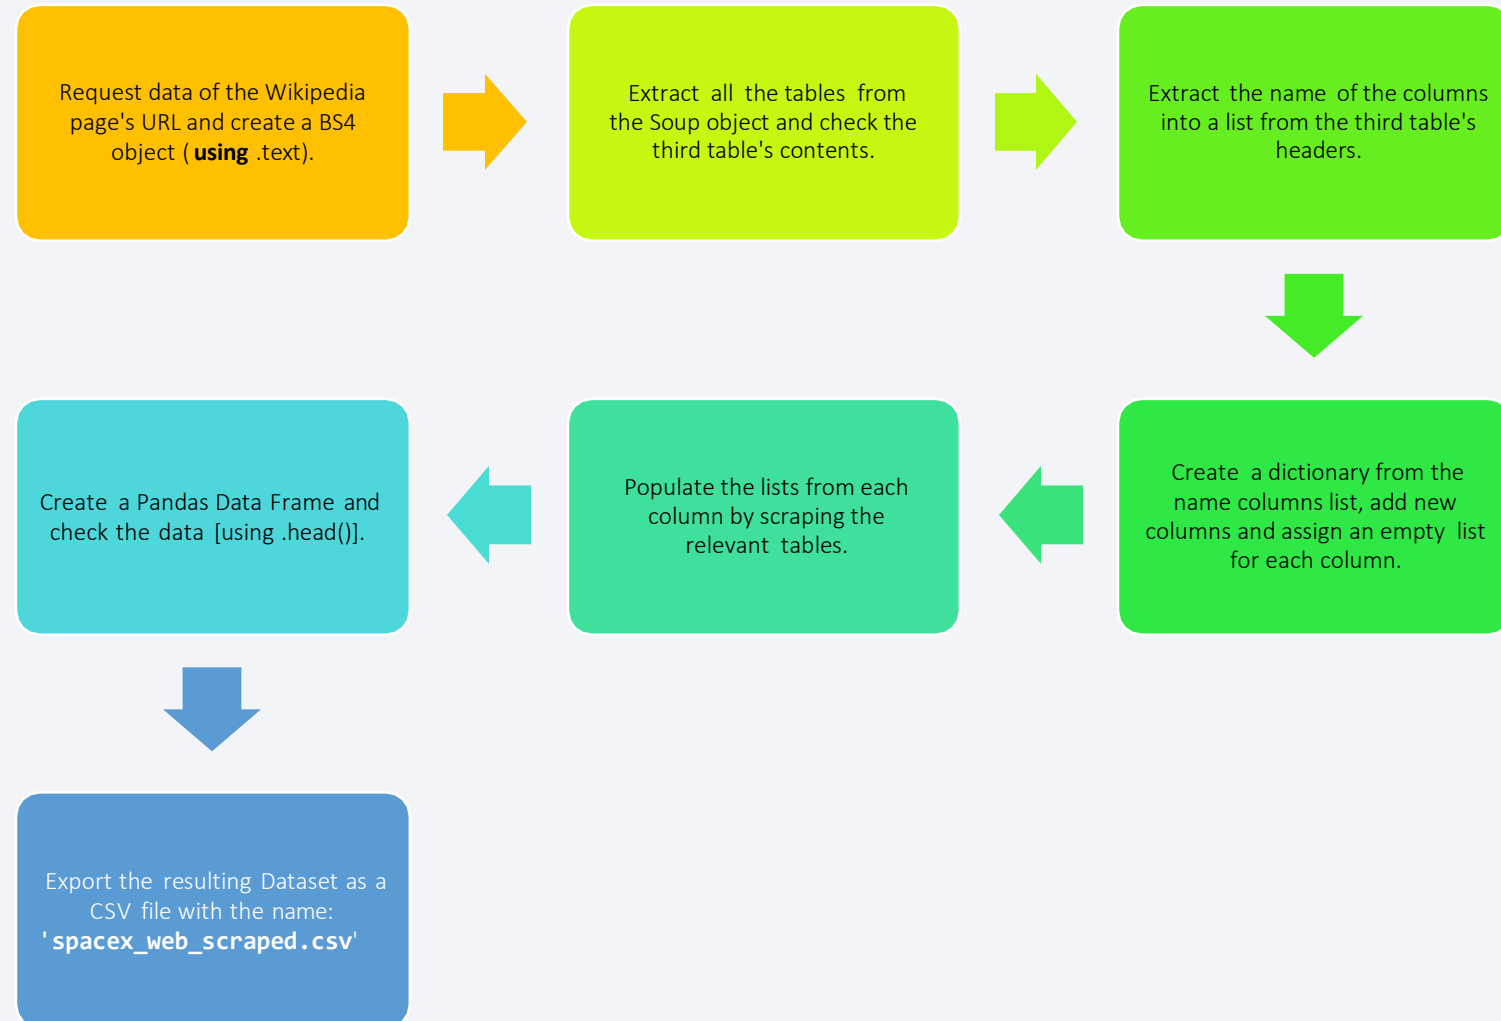 Request data of the Wikipedia
page's URL and create a BS4
object ( using .text).
Extract all the tables from
the Soup object and check the
third table's contents.
Extract the name of the columns
into a list from the third table's
headers.
Create a dictionary from the
name columns list, add new
columns and assign an empty list
for each column.
Populate the lists from each
column by scraping the
relevant tables.
Create a Pandas Data Frame and
check the data [using .head()].
Export the resulting Dataset as a
CSV file with the name:
'spacex_web_scraped.csv'